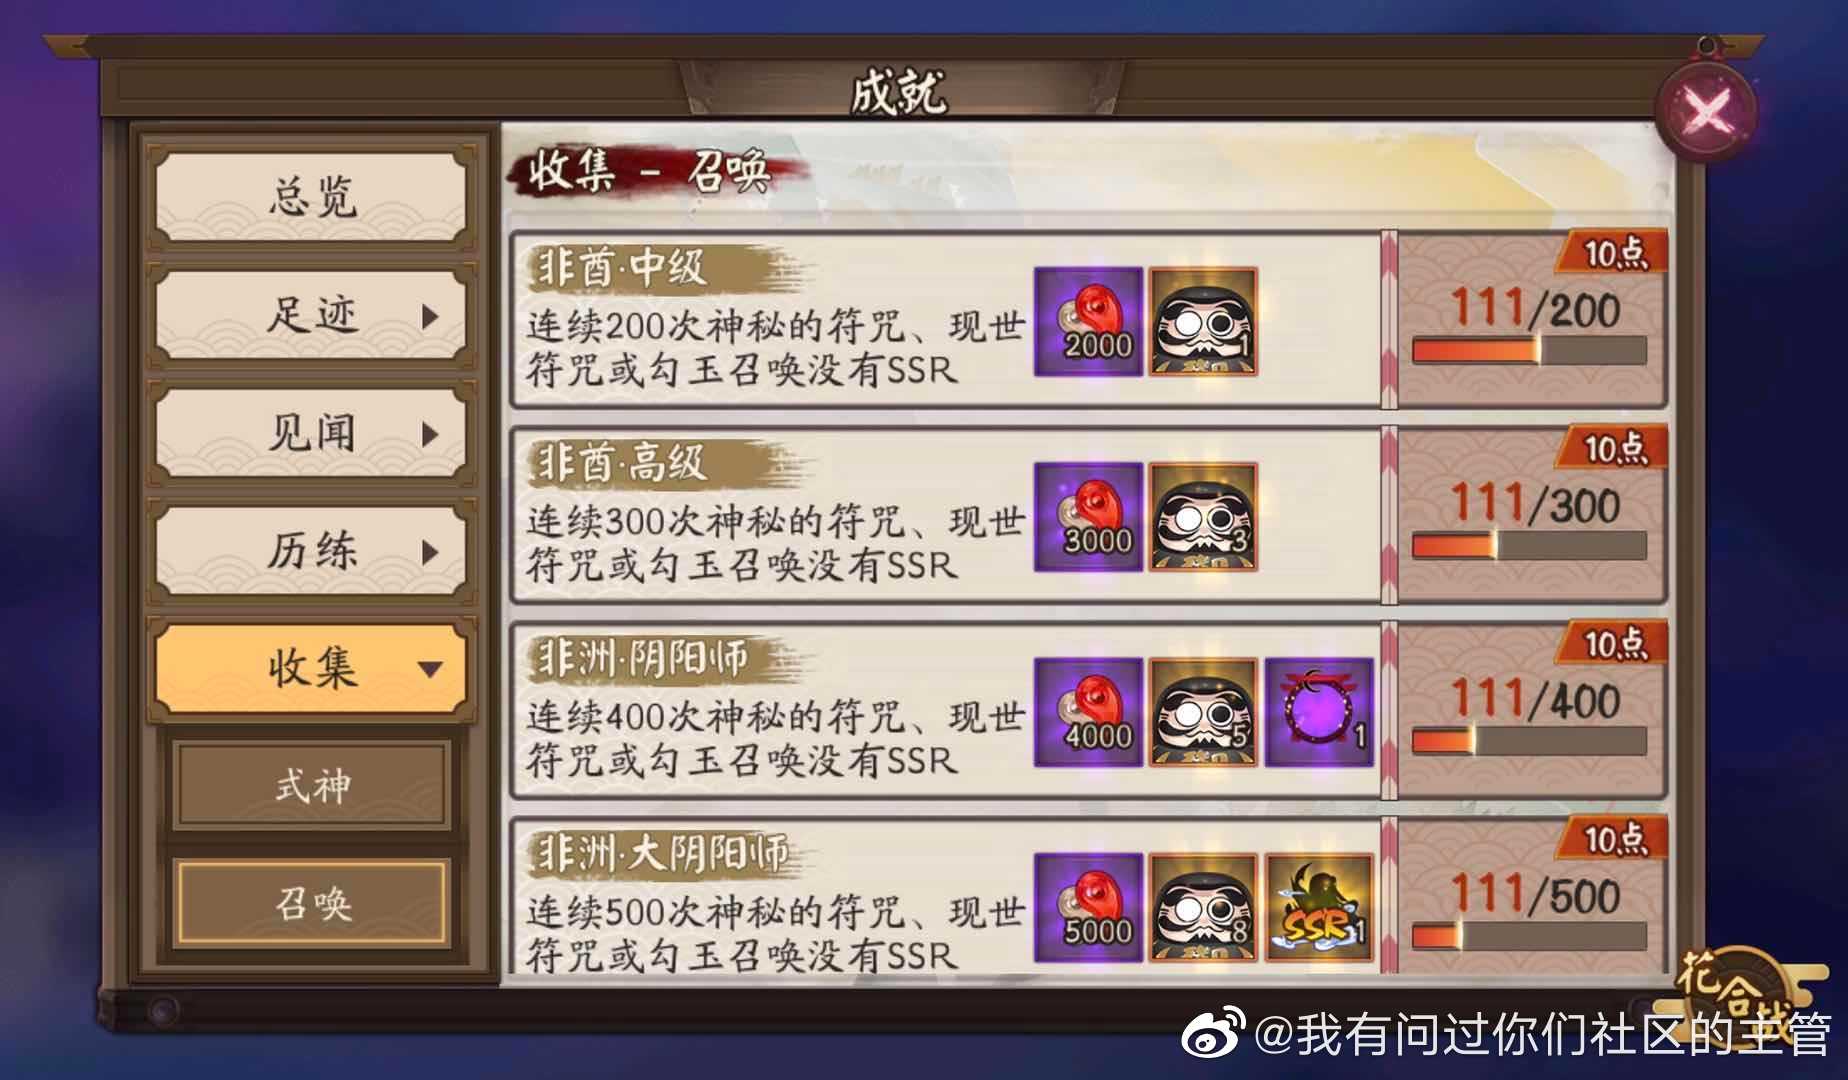 成就
总览
足迹
见闻
历练
收集
式神
召唤
收集 - 召唤
非酋·中级
连续200次神秘的符咒、现世
符咒或勾玉召唤没有SSR
2000
1
10点
111/200
非酋·高级
连续300次神秘的符咒、现世
符咒或勾玉召唤没有SSR
3000
3
10点
111/300
非洲·阴阳师
连续400次神秘的符咒、现世
符咒或勾玉召唤没有SSR
4000
5
1
10点
111/400
非洲·大阴阳师
连续500次神秘的符咒、现世
符咒或勾玉召唤没有SSR
5000
8
SSR
1
10点
111/500
花合战
@我有问过你们社区的主管